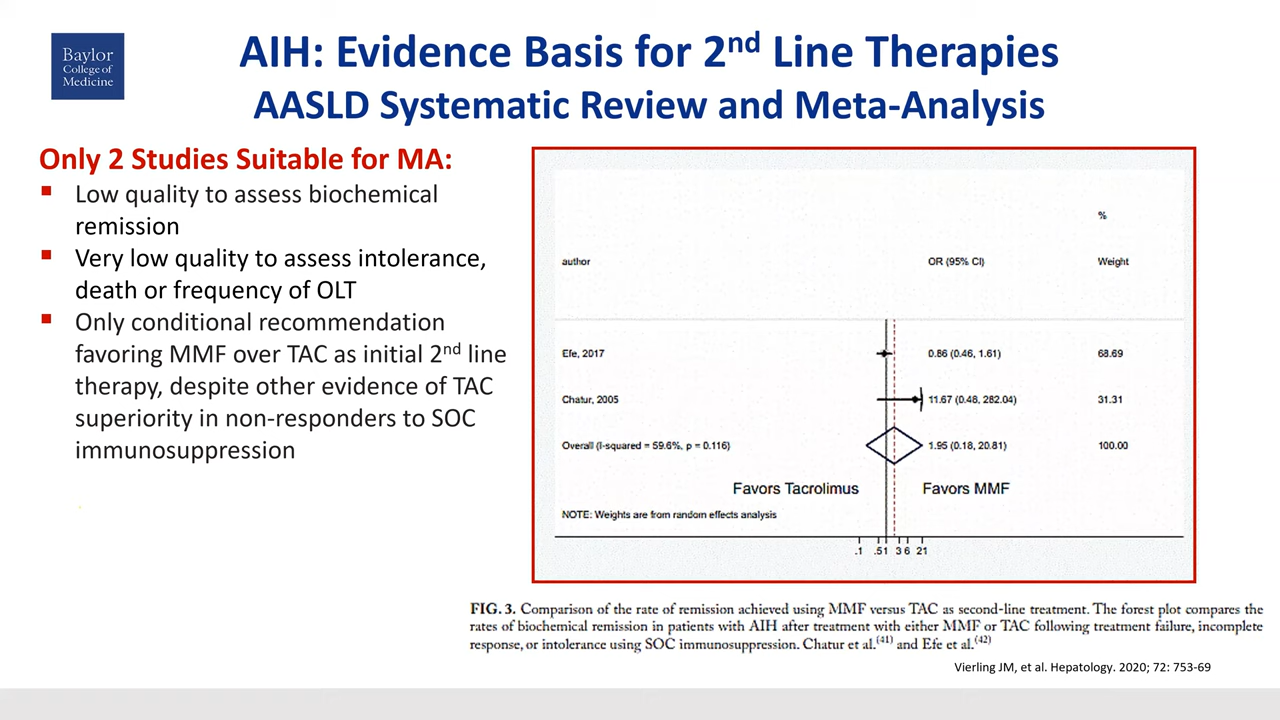 Baylor
College of
Medicine
AIH: Evidence Basis for 2nd Line Therapies
AASLD Systematic Review and Meta-Analysis
Only 2 Studies Suitable for MA:
▪ Low quality to assess biochemical
remission
▪ Very low quality to assess intolerance,
death or frequency of OLT
▪ Only conditional recommendation
favoring MMF over TAC as initial 2nd line
therapy, despite other evidence of TAC
superiority in non-responders to SOC
immunosuppression
%
author OR (95% CI) Weight
Efe, 2017 0.86 (0.46, 1.61) 68.69
Chatur, 2005 11.67 (0.48, 282.04) 31.31
Overall (I-squared = 59.6%, p = 0.116) 1.95 (0.18, 20.81) 100.00
Favors Tacrolimus Favors MMF
NOTE: Weights are from random effects analysis
.1 .51 3 6 21
FIG. 3. Comparison of the rate of remission achieved using MMF versus TAC as second-line treatment. The forest plot compares the
rates of biochemical remission in patients with AIH after treatment with either MMF or TAC following treatment failure, incomplete
response, or intolerance using SOC immunosuppression. Chatur et al.(41) and Efe et al.(42)
Vierling JM, et al. Hepatology. 2020; 72: 753-69